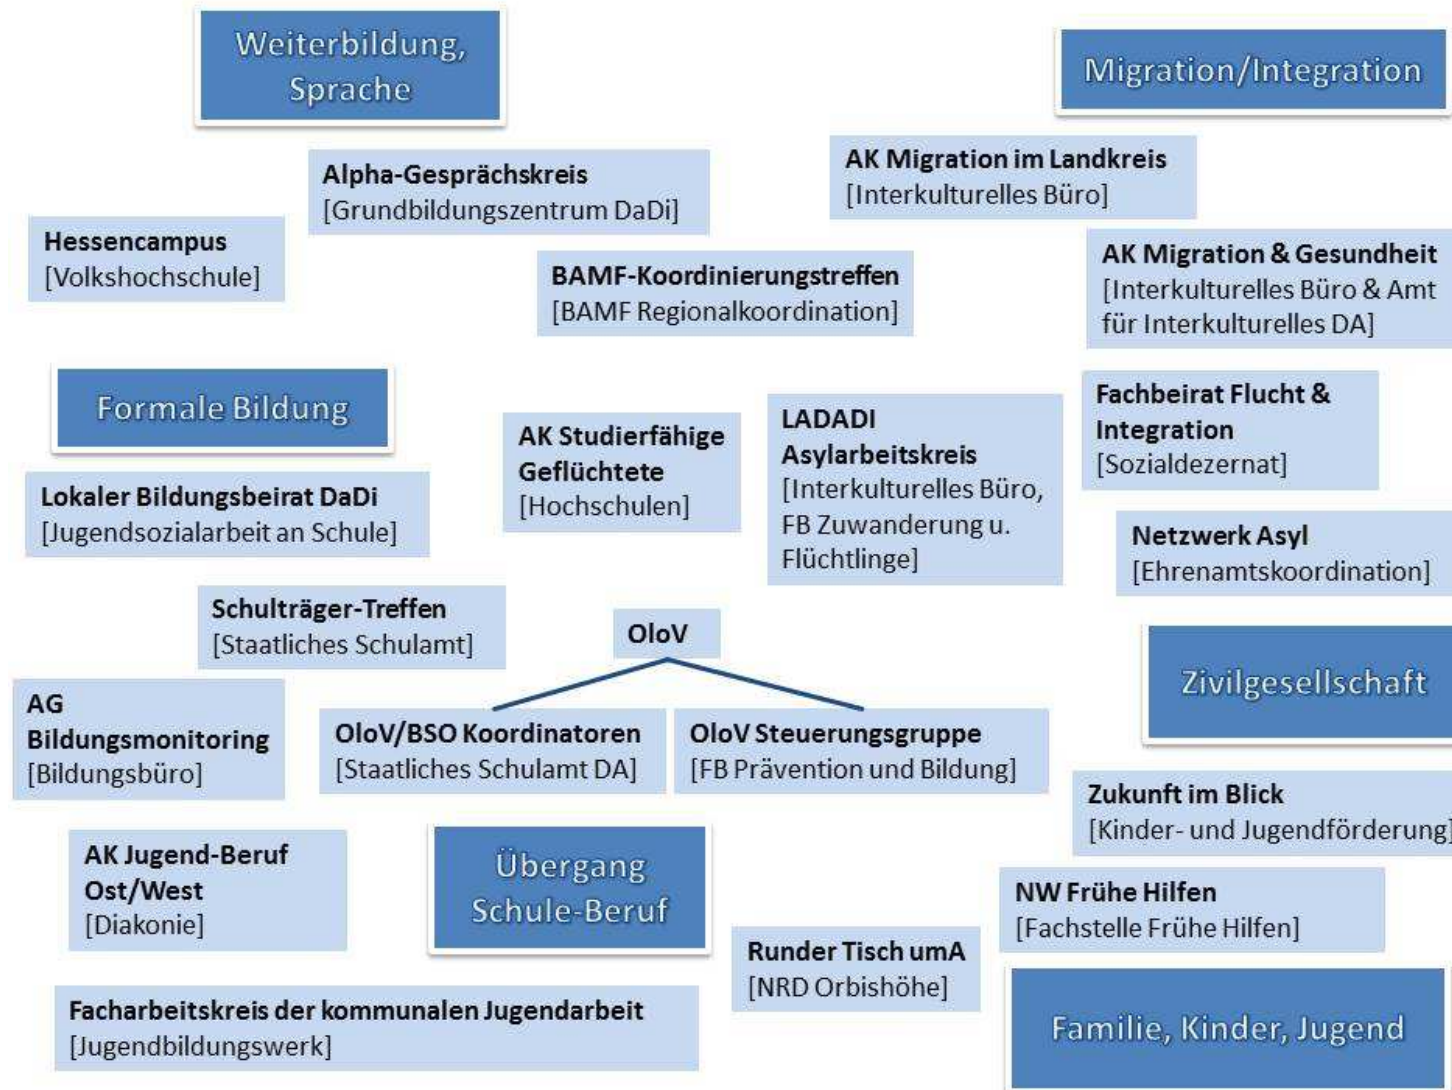 Weiterbildung,
Sprache
Migration/Integration
Alpha-Gesprächskreis
[Grundbildungszentrum DaDi]
AK Migration im Landkreis
[Interkulturelles Büro]
Hessencampus
[Volkshochschule]
BAMF-Koordinierungstreffen
[BAMF Regionalkoordination]
AK Migration & Gesundheit
[Interkulturelles Büro & Amt
für Interkulturelles DA]
Formale Bildung
AK Studierfähige
Geflüchtete
[Hochschulen]
LADADI
Asylarbeitskreis
[Interkulturelles Büro,
FB Zuwanderung u.
Flüchtlinge]
Fachbeirat Flucht &
Integration
[Sozialdezernat]
Lokaler Bildungsbeirat DaDi
[Jugendsozialarbeit an Schule]
Netzwerk Asyl
[Ehrenamtskoordination]
Schulträger-Treffen
[Staatliches Schulamt]
OloV
Zivilgesellschaft
AG
Bildungsmonitoring
[Bildungsbüro]
OloV/BSO Koordinatoren
[Staatliches Schulamt DA]
OloV Steuerungsgruppe
[FB Prävention und Bildung]
Zukunft im Blick
[Kinder- und Jugendförderung]
AK Jugend-Beruf
Ost/West
[Diakonie]
Übergang
Schule-Beruf
NW Frühe Hilfen
[Fachstelle Frühe Hilfen]
Runder Tisch umA
[NRD Orbishöhe]
Facharbeitskreis der kommunalen Jugendarbeit
[Jugendbildungswerk]
Familie, Kinder, Jugend